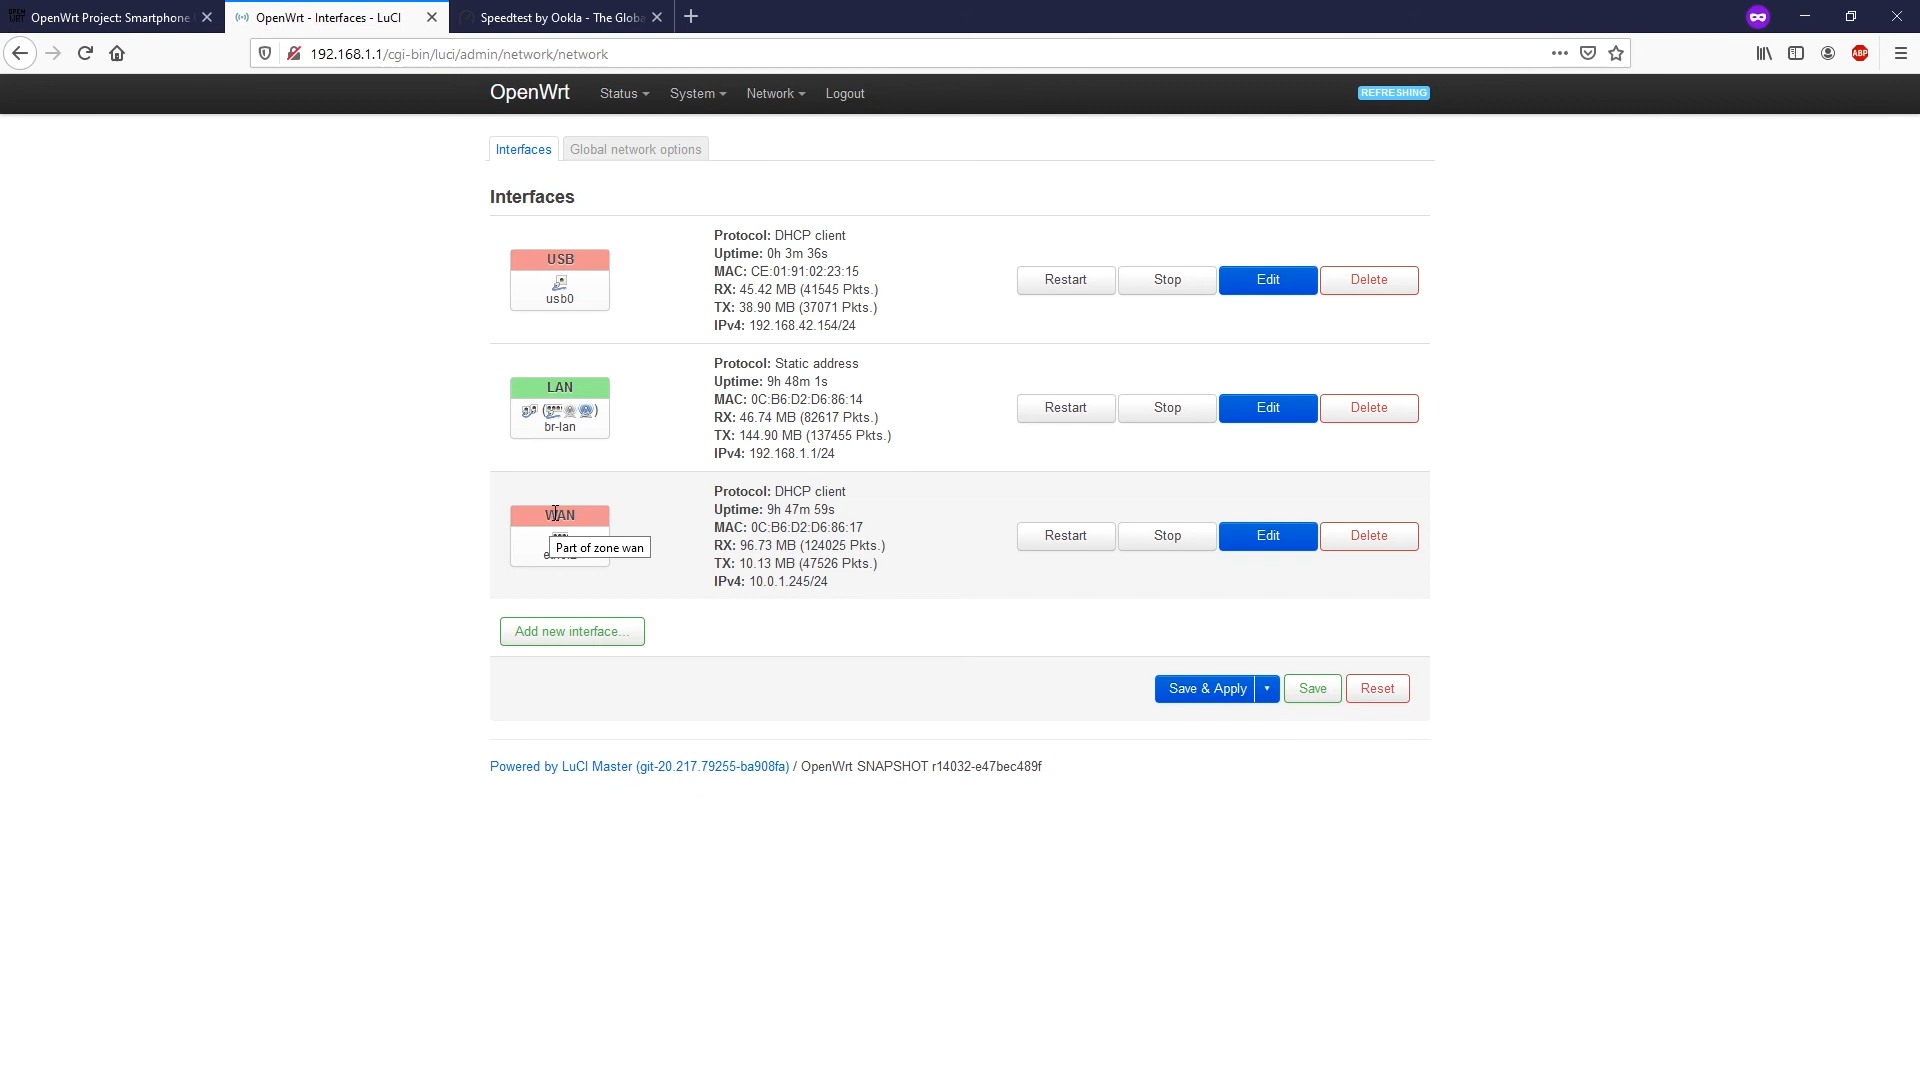 OpenWrt Project: Smartphone
OpenWrt - Interfaces - LuCI
Speedtest by Ookla - The Globa
192.168.1.1/cgi-bin/luci/admin/network/network
ABP
OpenWrt
Status
System
Network
Logout
REFRESHING
Interfaces
Global network options
Interfaces
USB
usb0
Protocol: DHCP client
Uptime: 0h 3m 36s
MAC: CE:01:91:02:23:15
RX: 45.42 MB (41545 Pkts.)
TX: 38.90 MB (37071 Pkts.)
IPv4: 192.168.42.154/24
Restart
Stop
Edit
Delete
LAN
br-lan
Protocol: Static address
Uptime: 9h 48m 1s
MAC: 0C:B6:D2:D6:86:14
RX: 46.74 MB (82617 Pkts.)
TX: 144.90 MB (137455 Pkts.)
IPv4: 192.168.1.1/24
Restart
Stop
Edit
Delete
WAN
Part of zone wan
Protocol: DHCP client
Uptime: 9h 47m 59s
MAC: 0C:B6:D2:D6:86:17
RX: 96.73 MB (124025 Pkts.)
TX: 10.13 MB (47526 Pkts.)
IPv4: 10.0.1.245/24
Restart
Stop
Edit
Delete
Add new interface...
Save & Apply
Save
Reset
Powered by LuCI Master (git-20.217.79255-ba908fa) / OpenWrt SNAPSHOT r14032-e47bec489f